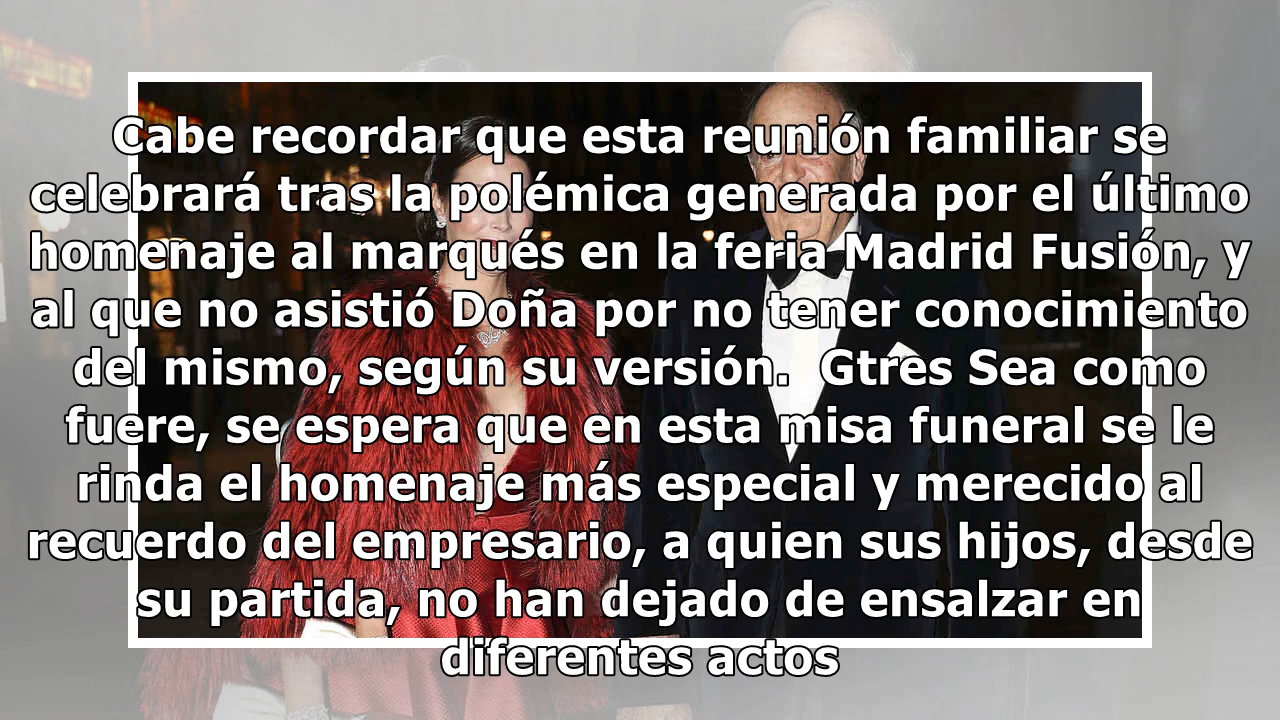 Cabe recordar que esta reunión familiar se
celebrará tras la polémica generada por el último
homenaje al marqués en la feria Madrid Fusión, y
al que no asistió Doña por no tener conocimiento
del mismo, según su versión.  Gtres Sea como
fuere, se espera que en esta misa funeral se le
rinda el homenaje más especial y merecido al
recuerdo del empresario, a quien sus hijos, desde
su partida, no han dejado de ensalzar en
diferentes actos